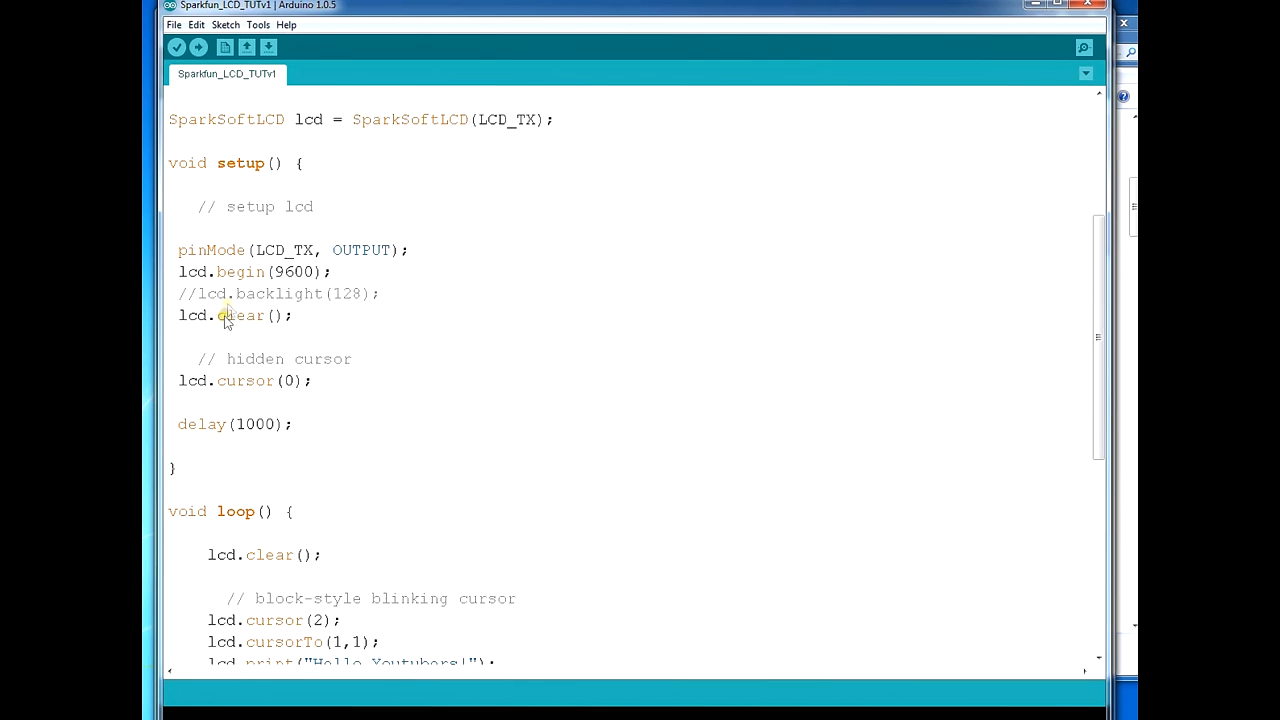 Sparkfun_LCD_TUTv1 | Arduino 1.0.5
File Edit Sketch Tools Help
Sparkfun_LCD_TUTv1
SparkSoftLCD lcd = SparkSoftLCD(LCD_TX);
void setup() {
// setup lcd
pinMode(LCD_TX, OUTPUT);
lcd.begin(9600);
//lcd.backlight(128);
lcd.clear();
// hidden cursor
lcd.cursor(0);
delay(1000);
}
void loop() {
lcd.clear();
// block-style blinking cursor
lcd.cursor(2);
lcd.cursorTo(1,1);
lcd.print("Hello Youtubers!");